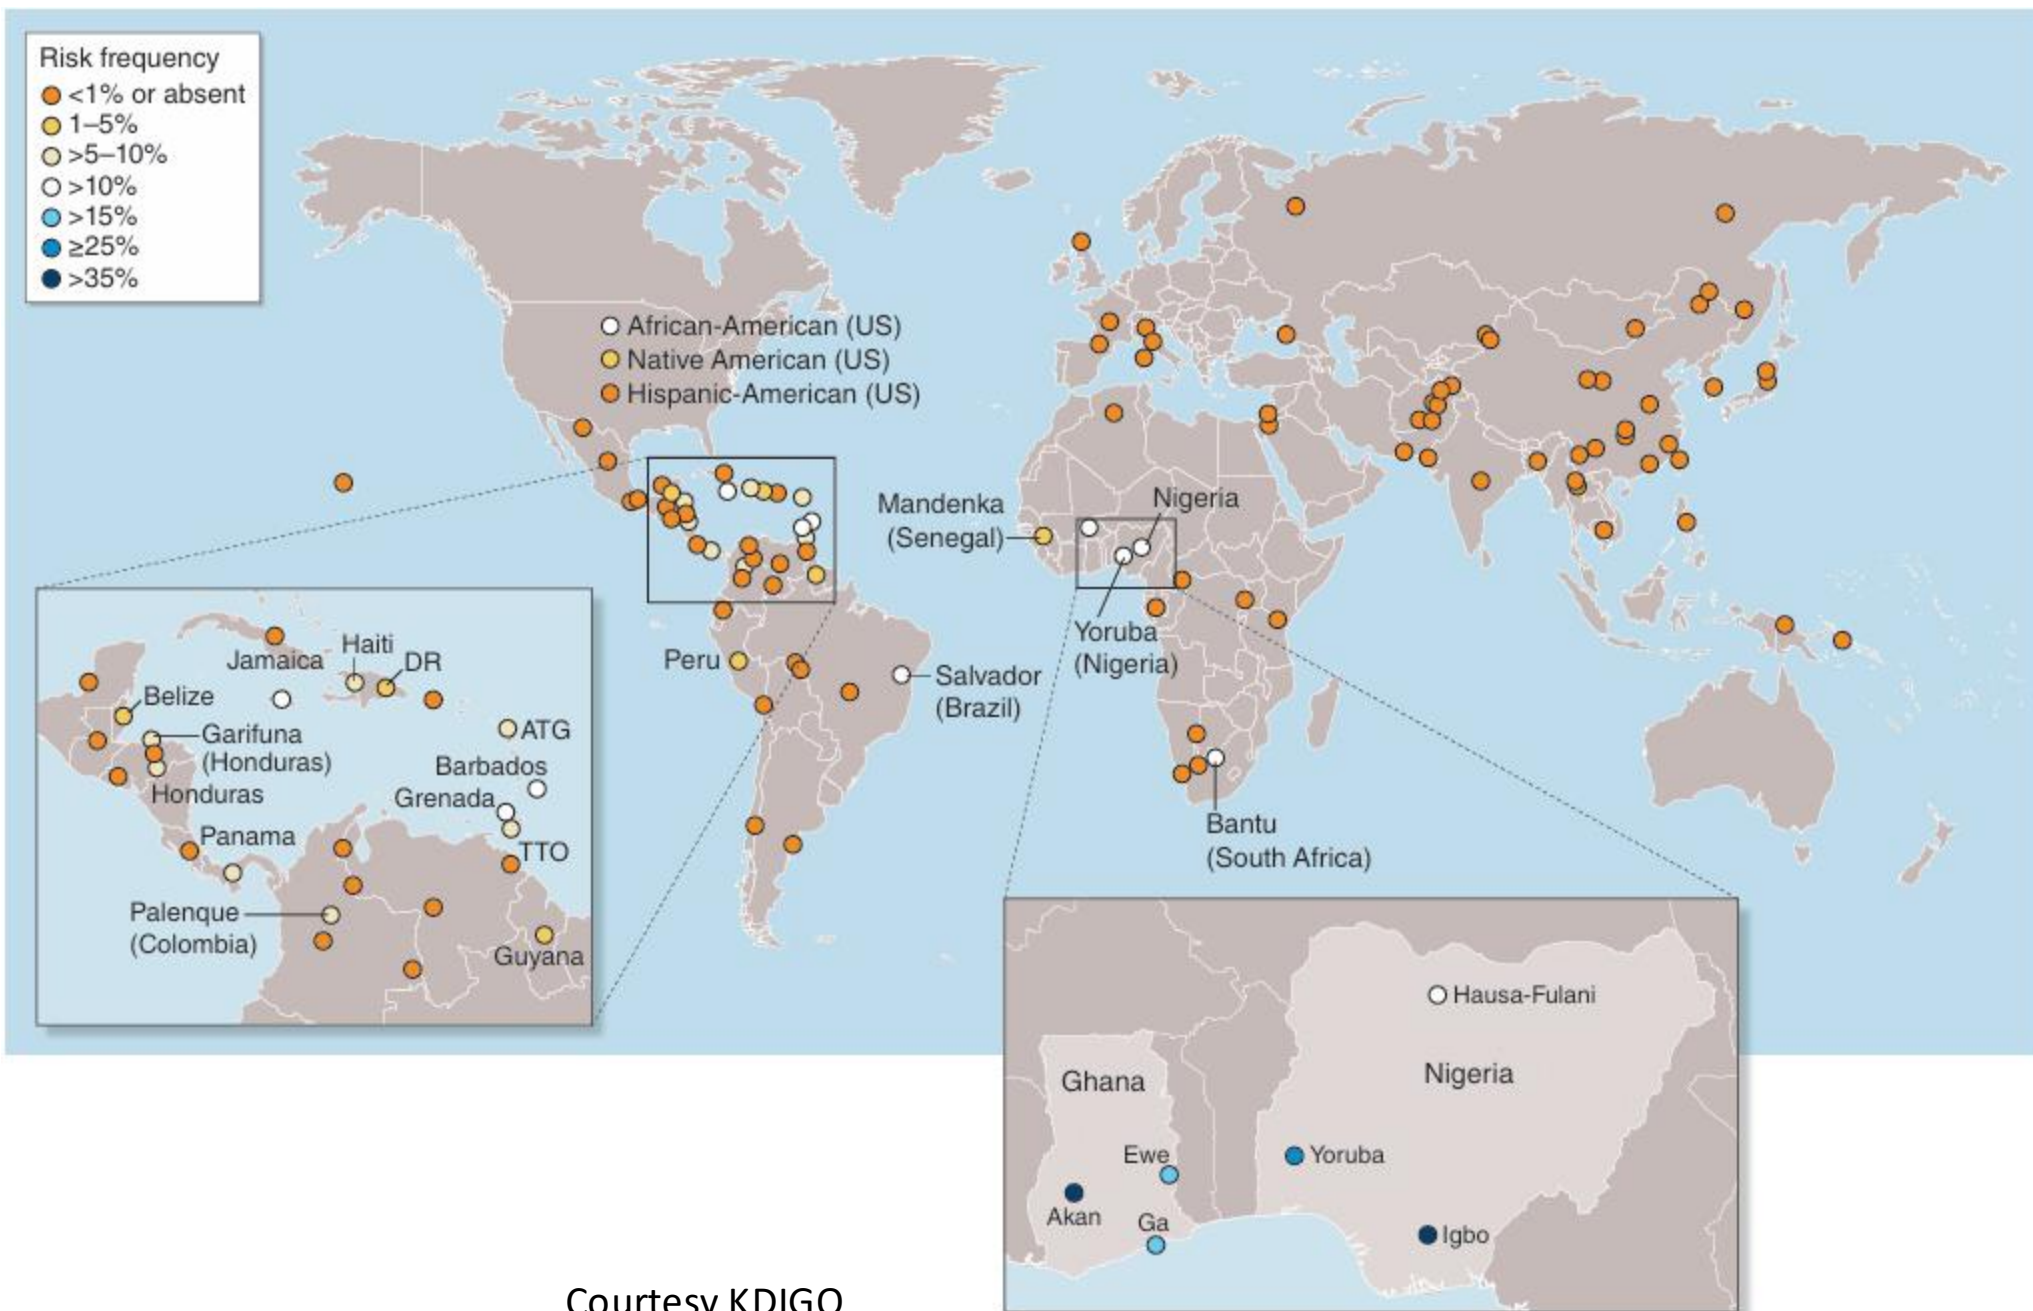 Risk frequency
<1% or absent
1–5%
>5–10%
>10%
>15%
≥25%
>35%
African-American (US)
Native American (US)
Hispanic-American (US)
Mandenka
(Senegal)
Nigeria
Yoruba
(Nigeria)
Peru
Salvador
(Brazil)
Bantu
(South Africa)
Haiti
Jamaica
DR
Belize
Garifuna
(Honduras)
ATG
Barbados
Honduras
Grenada
Panama
TTO
Palenque
(Colombia)
Guyana
Hausa-Fulani
Ghana
Nigeria
Ewe
Yoruba
Akan
Ga
Igbo
Courtesy KDIGO